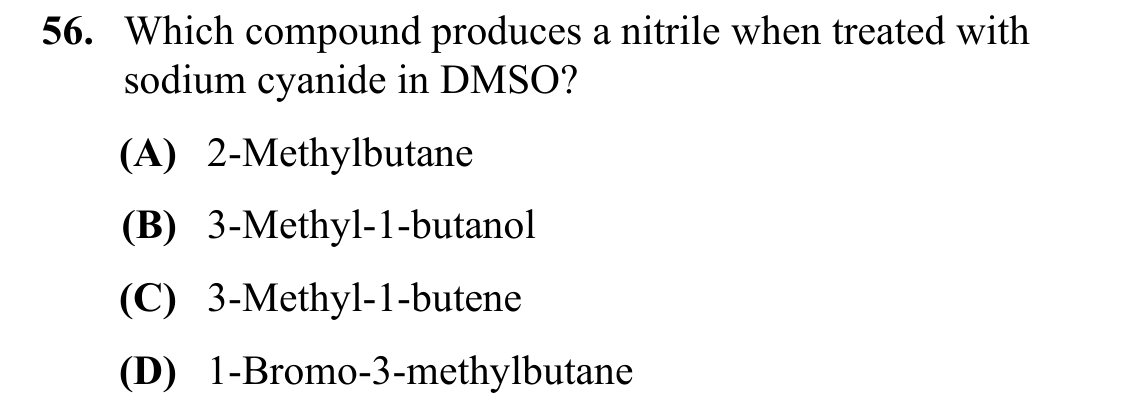 56. Which compound produces a nitrile when treated with
sodium cyanide in DMSO?
(A) 2-Methylbutane
(B) 3-Methyl-1-butanol
(C) 3-Methyl-1-butene
(D) 1-Bromo-3-methylbutane